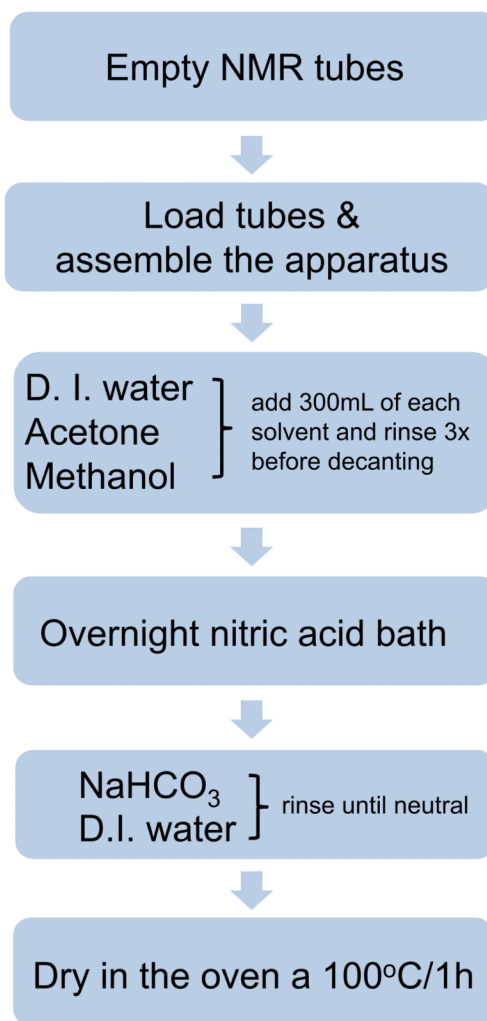 Empty NMR tubes
Load tubes &
assemble the apparatus
D. I. water
Acetone
Methanol
add 300mL of each
solvent and rinse 3x
before decanting
Overnight nitric acid bath
NaHCO₃
D.I. water
rinse until neutral
Dry in the oven a 100ºC/1h